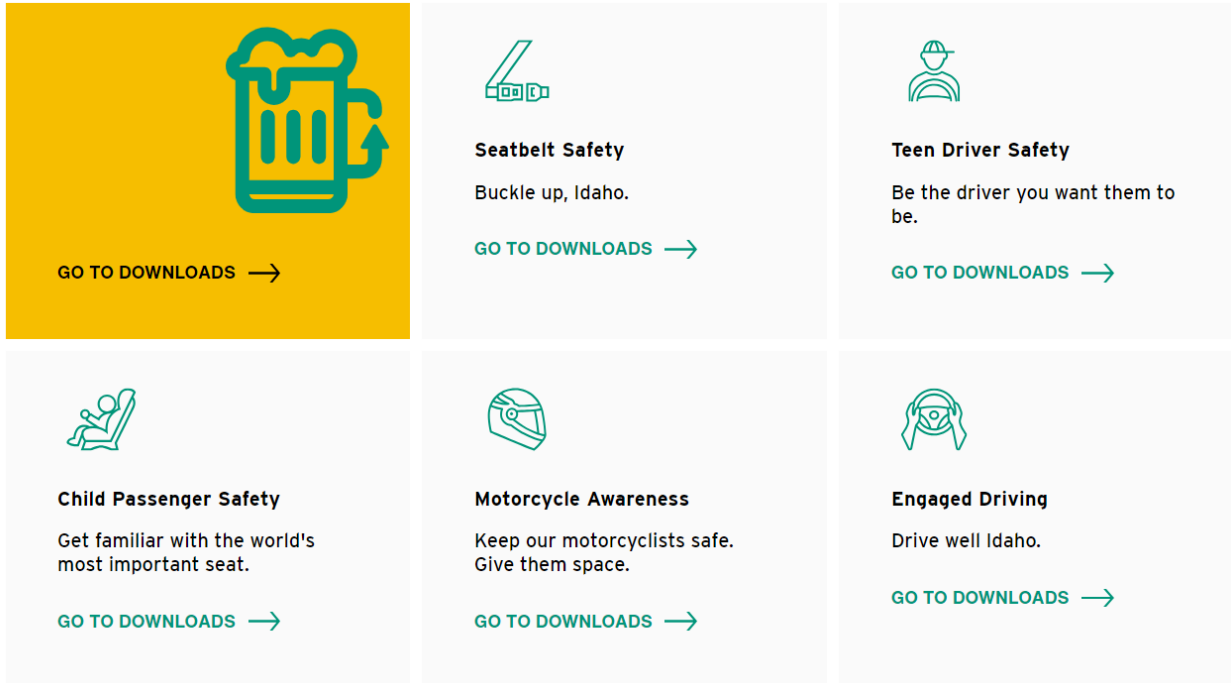 GO TO DOWNLOADS
Seatbelt Safety
Buckle up, Idaho.
GO TO DOWNLOADS
Teen Driver Safety
Be the driver you want them to
be.
GO TO DOWNLOADS
Child Passenger Safety
Get familiar with the world's
most important seat.
GO TO DOWNLOADS
Motorcycle Awareness
Keep our motorcyclists safe.
Give them space.
GO TO DOWNLOADS
Engaged Driving
Drive well Idaho.
GO TO DOWNLOADS